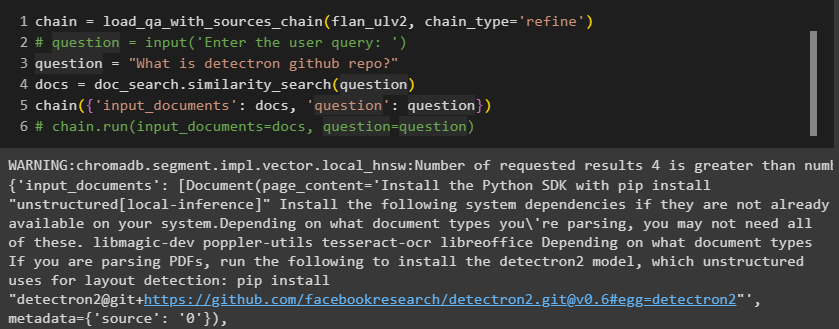 1 chain = load_qa_with_sources_chain(flan_ulv2, chain_type='refine')
2 # question = input('Enter the user query: ')
3 question = "What is detectron github repo?"
4 docs = doc_search.similarity_search(question)
5 chain({'input_documents': docs, 'question': question})
6 # chain.run(input_documents=docs, question=question)
WARNING:chromadb.segment.impl.vector.local_hnsw:Number of requested results 4 is greater than
{'input_documents': [Document(page_content='Install the Python SDK with pip install
"unstructured[local-inference]" Install the following system dependencies if they are not already
available on your system.Depending on what document types you\'re parsing, you may not need all
of these. libmagic-dev poppler-utils tesseract-ocr libreoffice Depending on what document types
If you are parsing PDFs, run the following to install the detectron2 model, which unstructured
uses for layout detection: pip install
"detectron2@git+https://github.com/facebookresearch/detectron2.git@v0.6#egg=detectron2"',
metadata={'source': '0'}),